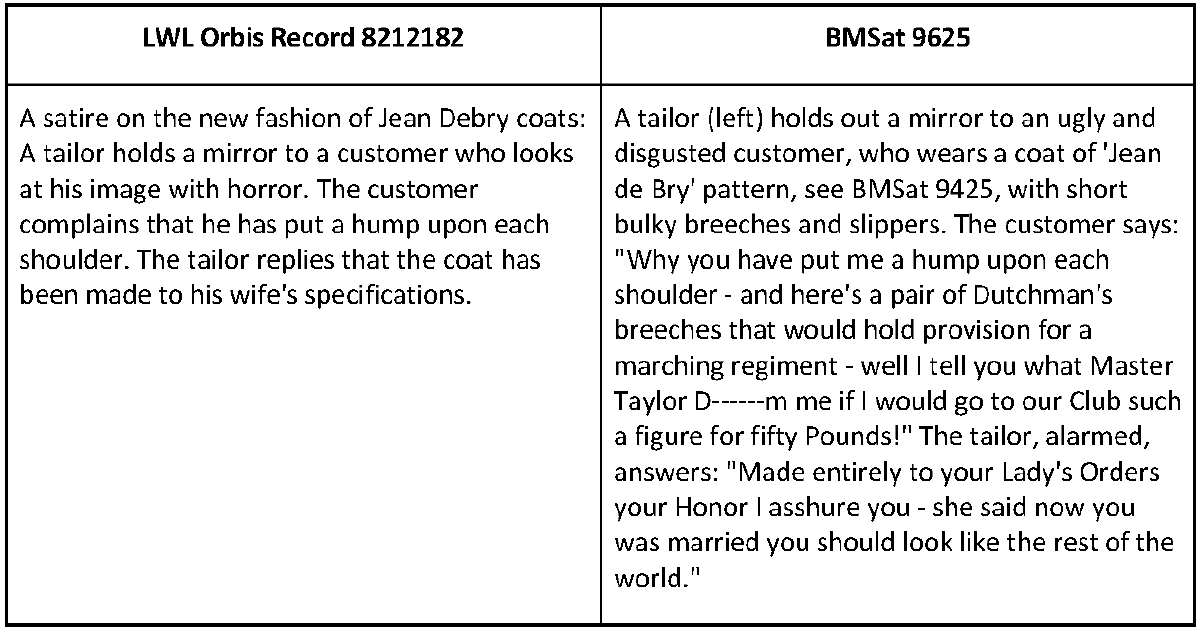 LWL Orbis Record 8212182
BMSat 9625
A satire on the new fashion of Jean Debry coats:
A tailor holds a mirror to a customer who looks
at his image with horror. The customer
complains that he has put a hump upon each
shoulder. The tailor replies that the coat has
been made to his wife's specifications.
A tailor (left) holds out a mirror to an ugly and
disgusted customer, who wears a coat of 'Jean
de Bry' pattern, see BMSat 9425, with short
bulky breeches and slippers. The customer says:
"Why you have put me a hump upon each
shoulder - and here's a pair of Dutchman's
breeches that would hold provision for a
marching regiment - well I tell you what Master
Taylor D------m me if I would go to our Club such
a figure for fifty Pounds!" The tailor, alarmed,
answers: "Made entirely to your Lady's Orders
your Honor I asshure you - she said now you
was married you should look like the rest of the
world."